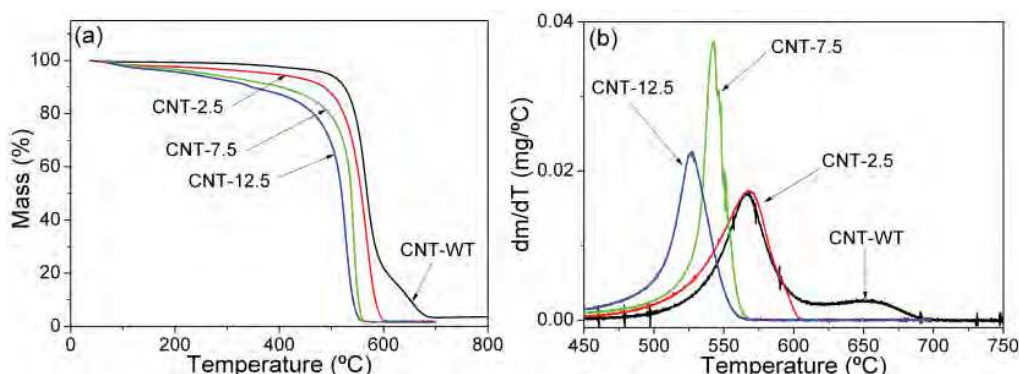 (a)
100
80
60
40
20
0
Mass (%)
CNT-2.5
CNT-7.5
CNT-12.5
CNT-WT
0 200 400 600 800
Temperature (ºC)
(b)
0.04
0.02
0.00
dm/dT (mg/ºC)
CNT-7.5
CNT-12.5
CNT-2.5
CNT-WT
450 500 550 600 650 700 750
Temperature (ºC)